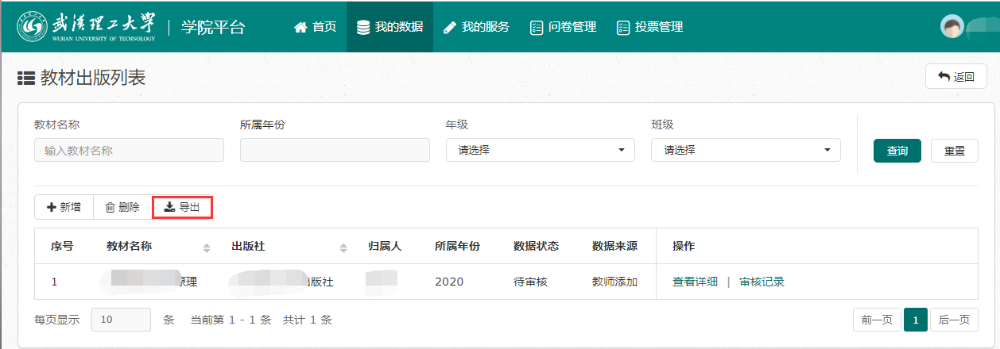 武汉理工大学 学院平台 首页 我的数据 我的服务 问卷管理 投票管理
WUHAN UNIVERSITY OF TECHNOLOGY
教材出版列表 返回
教材名称 所属年份 年级 班级
输入教材名称 请选择 请选择 查询 重置
新增 删除 导出
序号 教材名称 出版社 归属人 所属年份 数据状态 数据来源 操作
1 原理 出版社 2020 待审核 教师添加 查看详细 | 审核记录
每页显示 10 条 当前第 1 - 1 条 共计 1 条 前一页 1 后一页